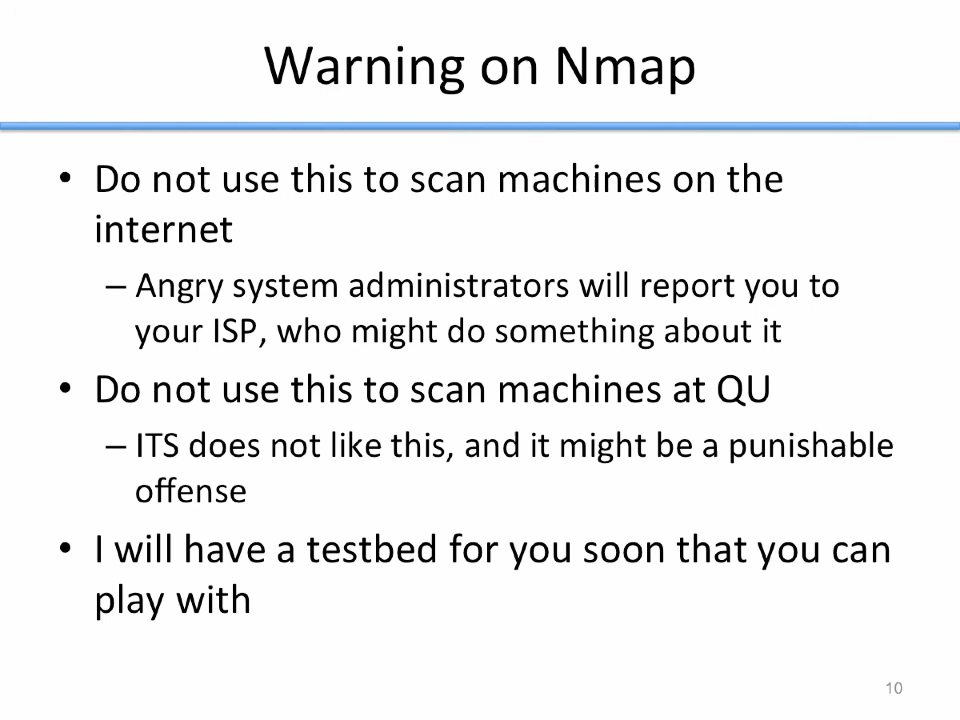 Warning on Nmap
• Do not use this to scan machines on the
internet
– Angry system administrators will report you to
your ISP, who might do something about it
• Do not use this to scan machines at QU
– ITS does not like this, and it might be a punishable
offense
• I will have a testbed for you soon that you can
play with
10